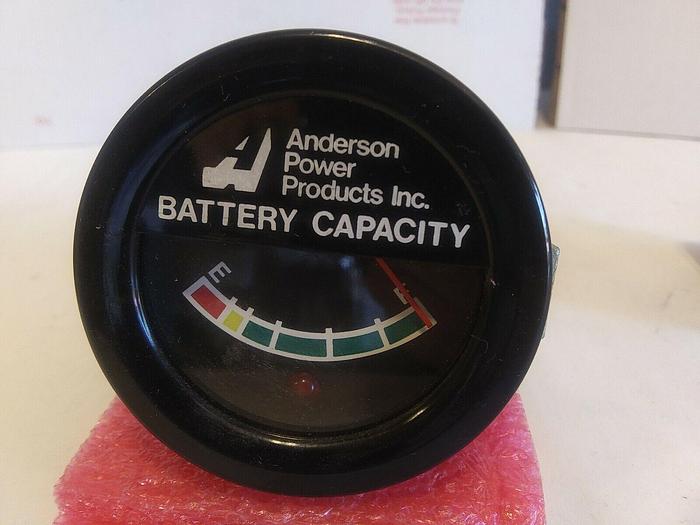 Anderson
Power
Products Inc.
BATTERY CAPACITY
E
F